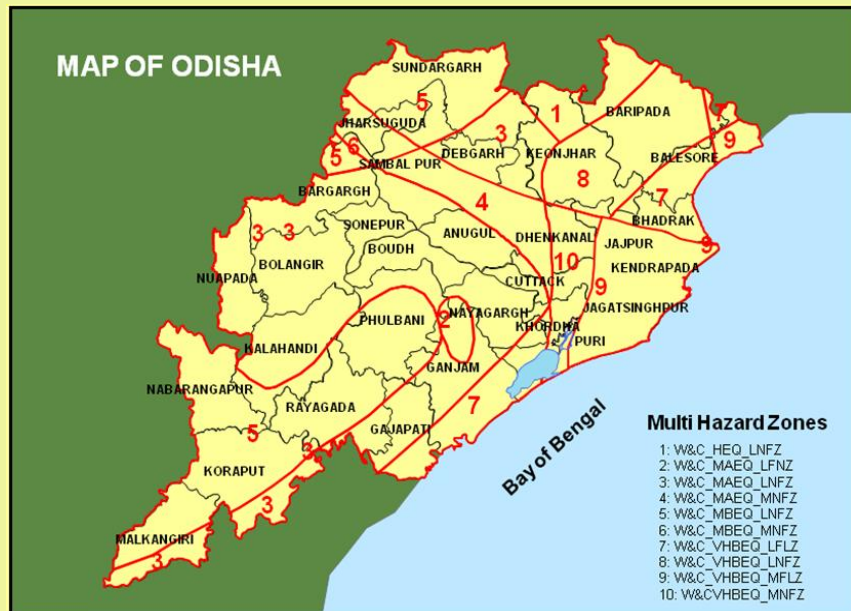 MAP OF ODISHA
SUNDARGARH
5
1
7
JHARSUGUDA
BARIPADA
3
9
6
5
DEBGARH
KEONJHAR
BALESORE
SAMBAL PUR
8
BARGARGH
7
4
BHADRAK
SONEPUR
3
3
ANUGUL
DHENKANAL
JAJPUR
9
BOUDH
NUAPADA
BOLANGIR
10
KENDRAPADA
CUTTACK
9
NAYAGARGH
JAGATSINGHPUR
PHULBANI
2
KHORDHA
PURI
KALAHANDI
GANJAM
NABARANGAPUR
RAYAGADA
7
GAJAPATI
5
3
KORAPUT
Bay of Bengal
3
MALKANGIRI
3
Multi Hazard Zones
1: W&C_HEQ_LNFZ
2: W&C_MAEQ_LFNZ
3: W&C_MAEQ_LNFZ
4: W&C_MAEQ_MNFZ
5: W&C_MBEQ_LNFZ
6: W&C_MBEQ_MNFZ
7: W&C_VHBEQ_LFLZ
8: W&C_VHBEQ_LNFZ
9: W&C_VHBEQ_MFLZ
10: W&CVHBEQ_MNFZ